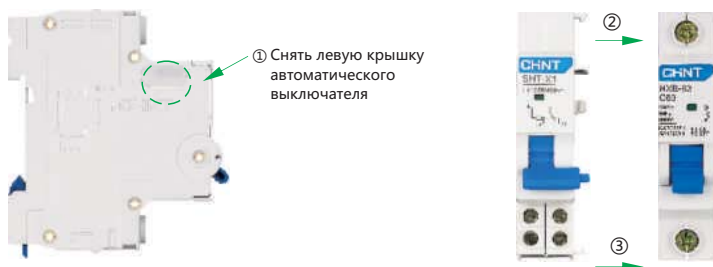 ① Снять левую крышку
автоматического
выключателя
②
CHNT
SHT-X1
CHNT
NXB-63
C63
③